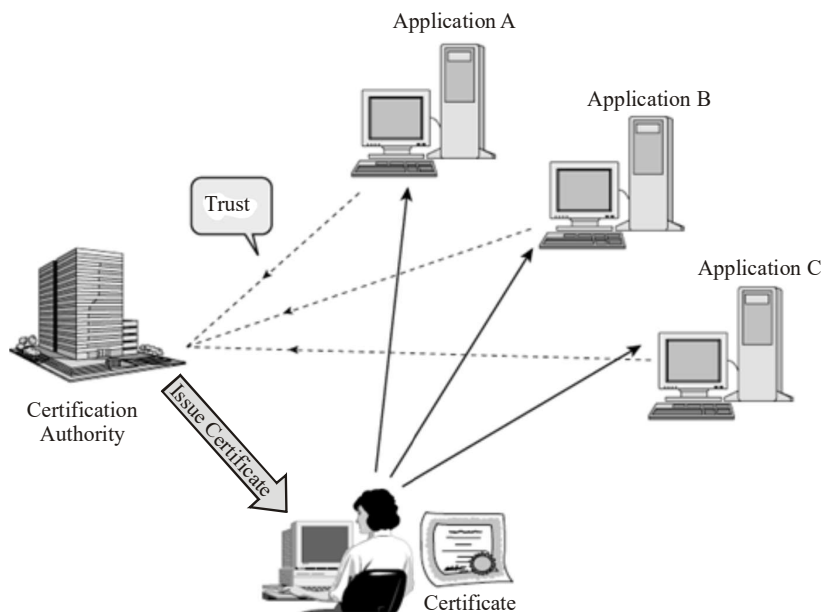 Application A
Application B
Trust
Application C
Certification
Authority
Issue Certificate
Certificate